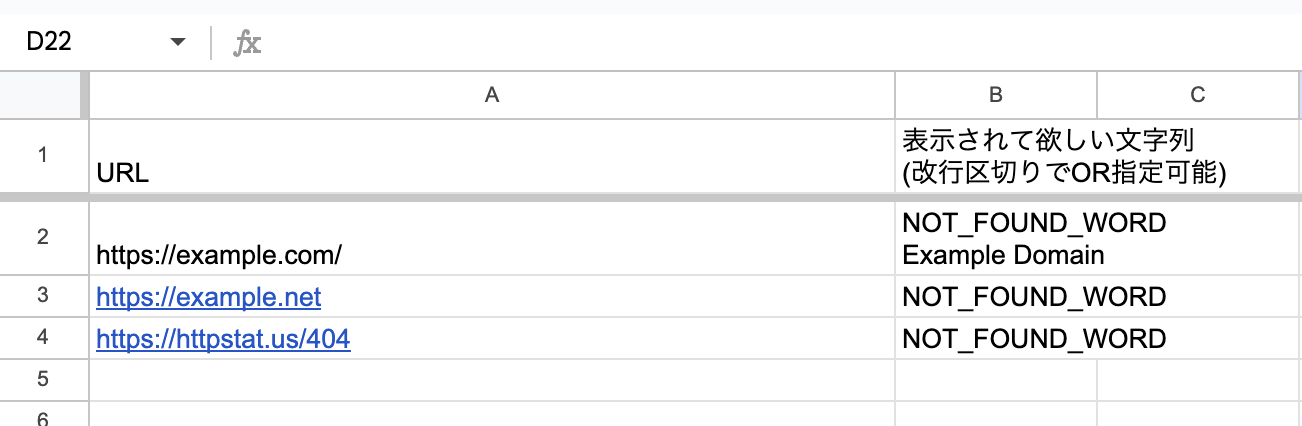 D22
fx
A B C
1
URL
表示されて欲しい文字列
(改行区切りでOR指定可能)
2
https://example.com/
NOT_FOUND_WORD
Example Domain
3
https://example.net
NOT_FOUND_WORD
4
https://httpstat.us/404
NOT_FOUND_WORD
5
6